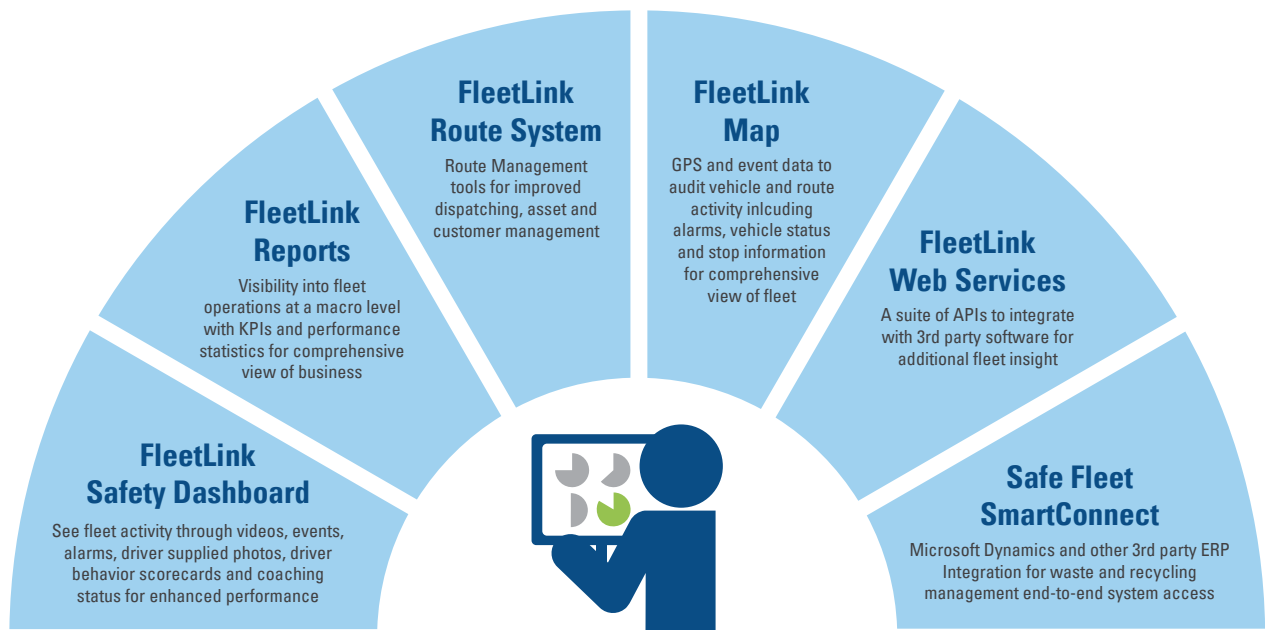 FleetLink
Safety Dashboard
See fleet activity through videos, events,
alarms, driver supplied photos, driver
behavior scorecards and coaching
status for enhanced performance
FleetLink
Reports
Visibility into fleet
operations at a macro level
with KPIs and performance
statistics for comprehensive
view of business
FleetLink
Route System
Route Management
tools for improved
dispatching, asset and
customer management
FleetLink
Map
GPS and event data to
audit vehicle and route
activity inlcuding
alarms, vehicle status
and stop information
for comprehensive
view of fleet
FleetLink
Web Services
A suite of APIs to integrate
with 3rd party software for
additional fleet insight
Safe Fleet
SmartConnect
Microsoft Dynamics and other 3rd party ERP
Integration for waste and recycling
management end-to-end system access